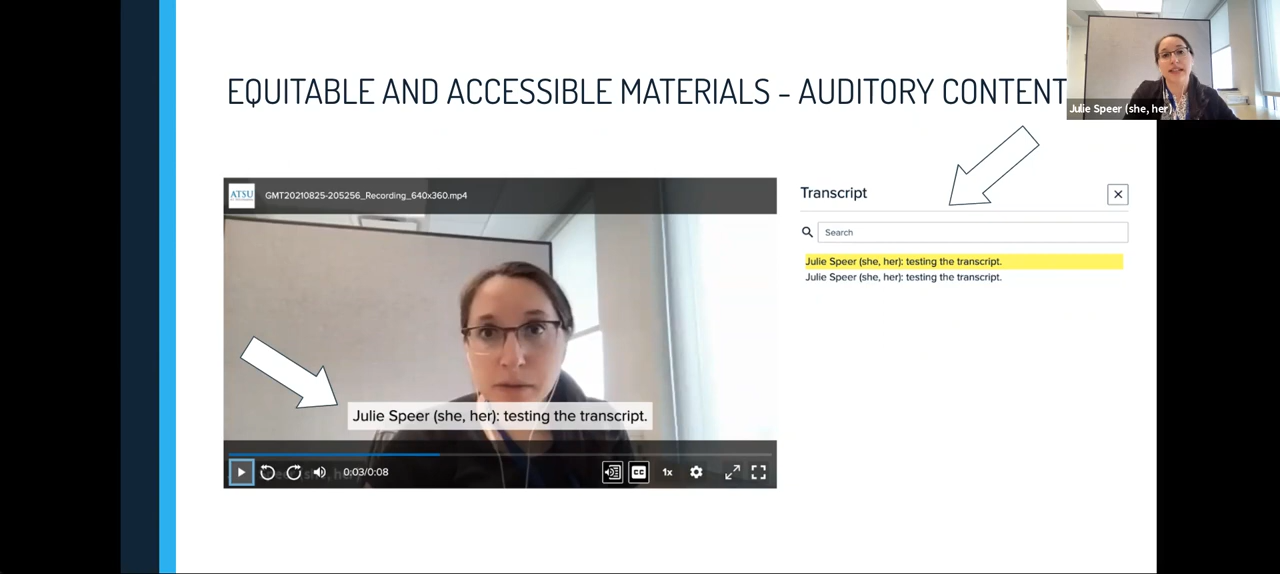 EQUITABLE AND ACCESSIBLE MATERIALS - AUDITORY CONTENT
Julie Speer (she, her)
ATSU
GMT20210825-205256_Recording_640x360.mp4
Julie Speer (she, her): testing the transcript.
0:03/0:08
CC
1x
Transcript
Search
Julie Speer (she, her): testing the transcript.
Julie Speer (she, her): testing the transcript.